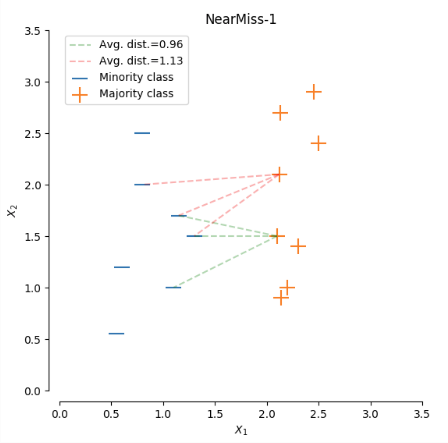 NearMiss-1
3.5
Avg. dist.=0.96
Avg. dist.=1.13
Minority class
Majority class
3.0
2.5
2.0
X2
1.5
1.0
0.5
0.0
0.0 0.5 1.0 1.5 2.0 2.5 3.0 3.5
X1